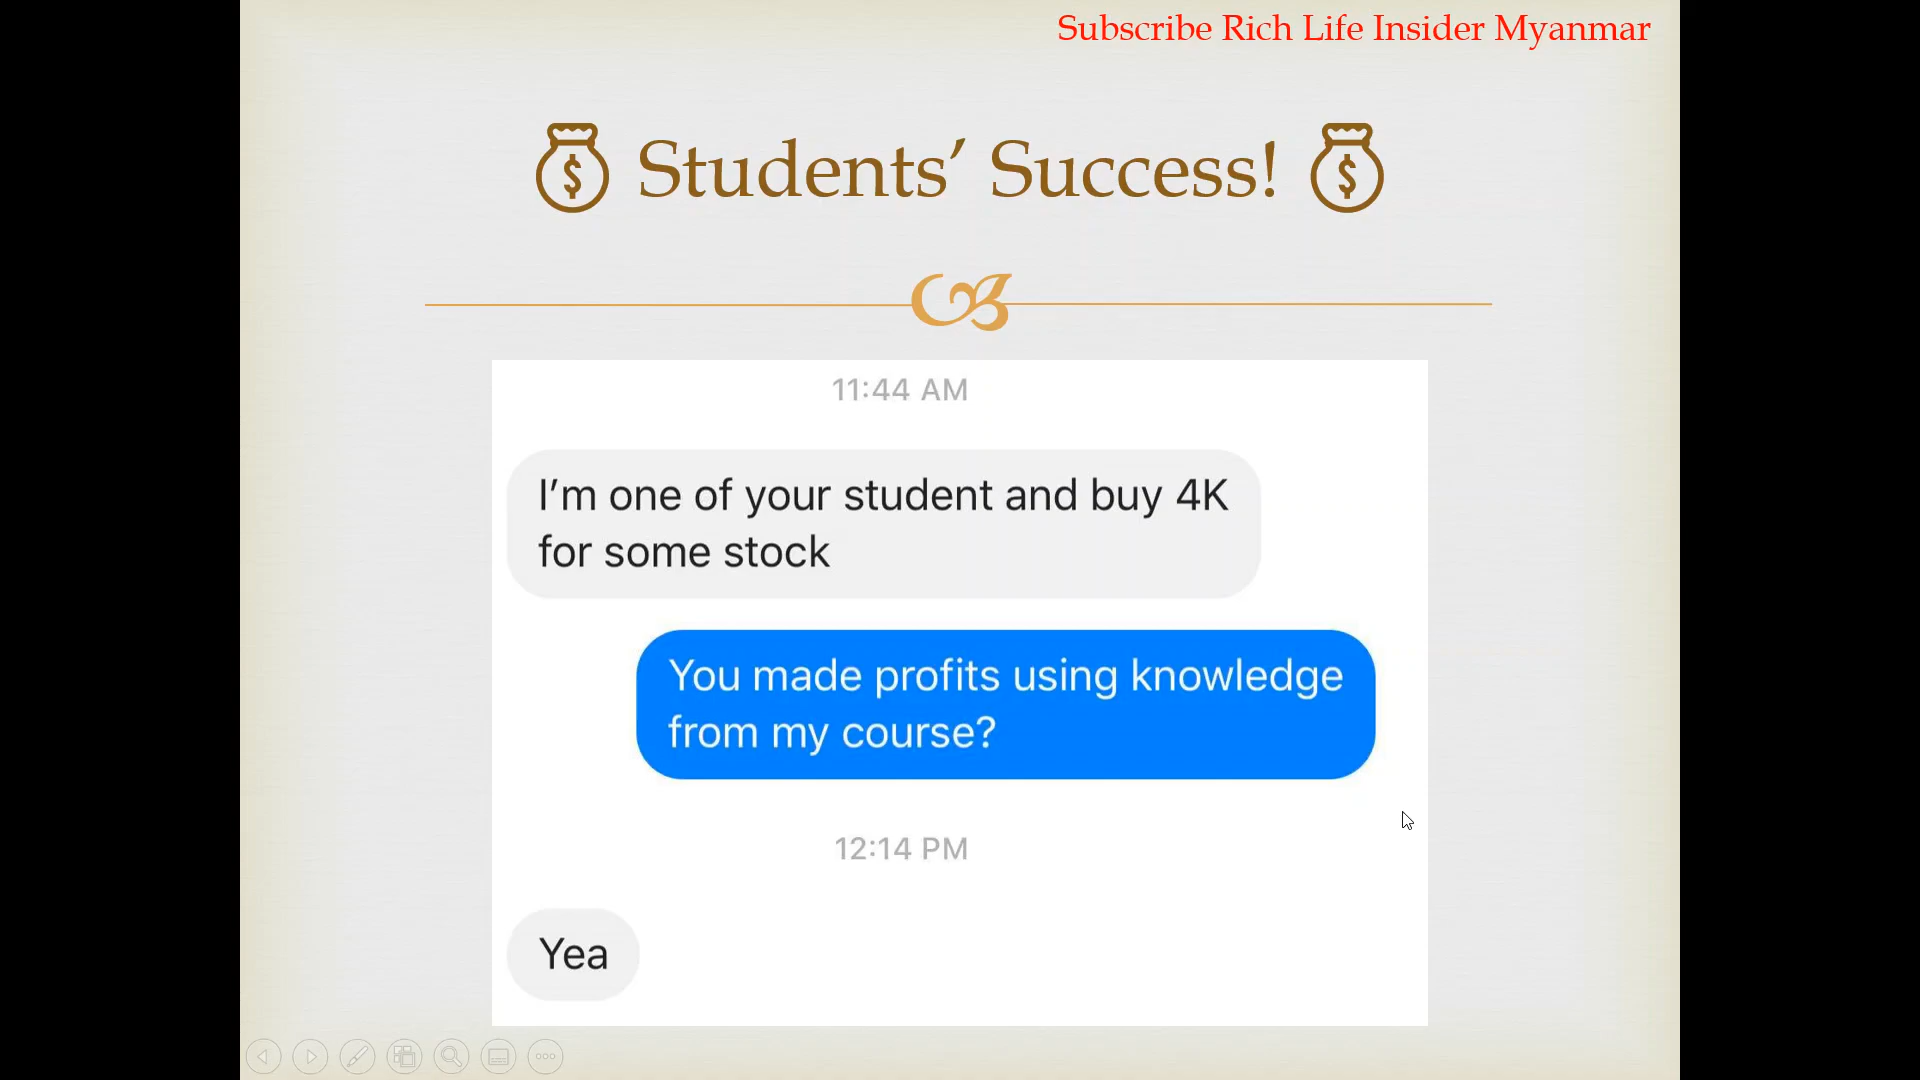 Subscribe Rich Life Insider Myanmar
Students’ Success!
11:44 AM
I’m one of your student and buy 4K
for some stock
You made profits using knowledge
from my course?
12:14 PM
Yea